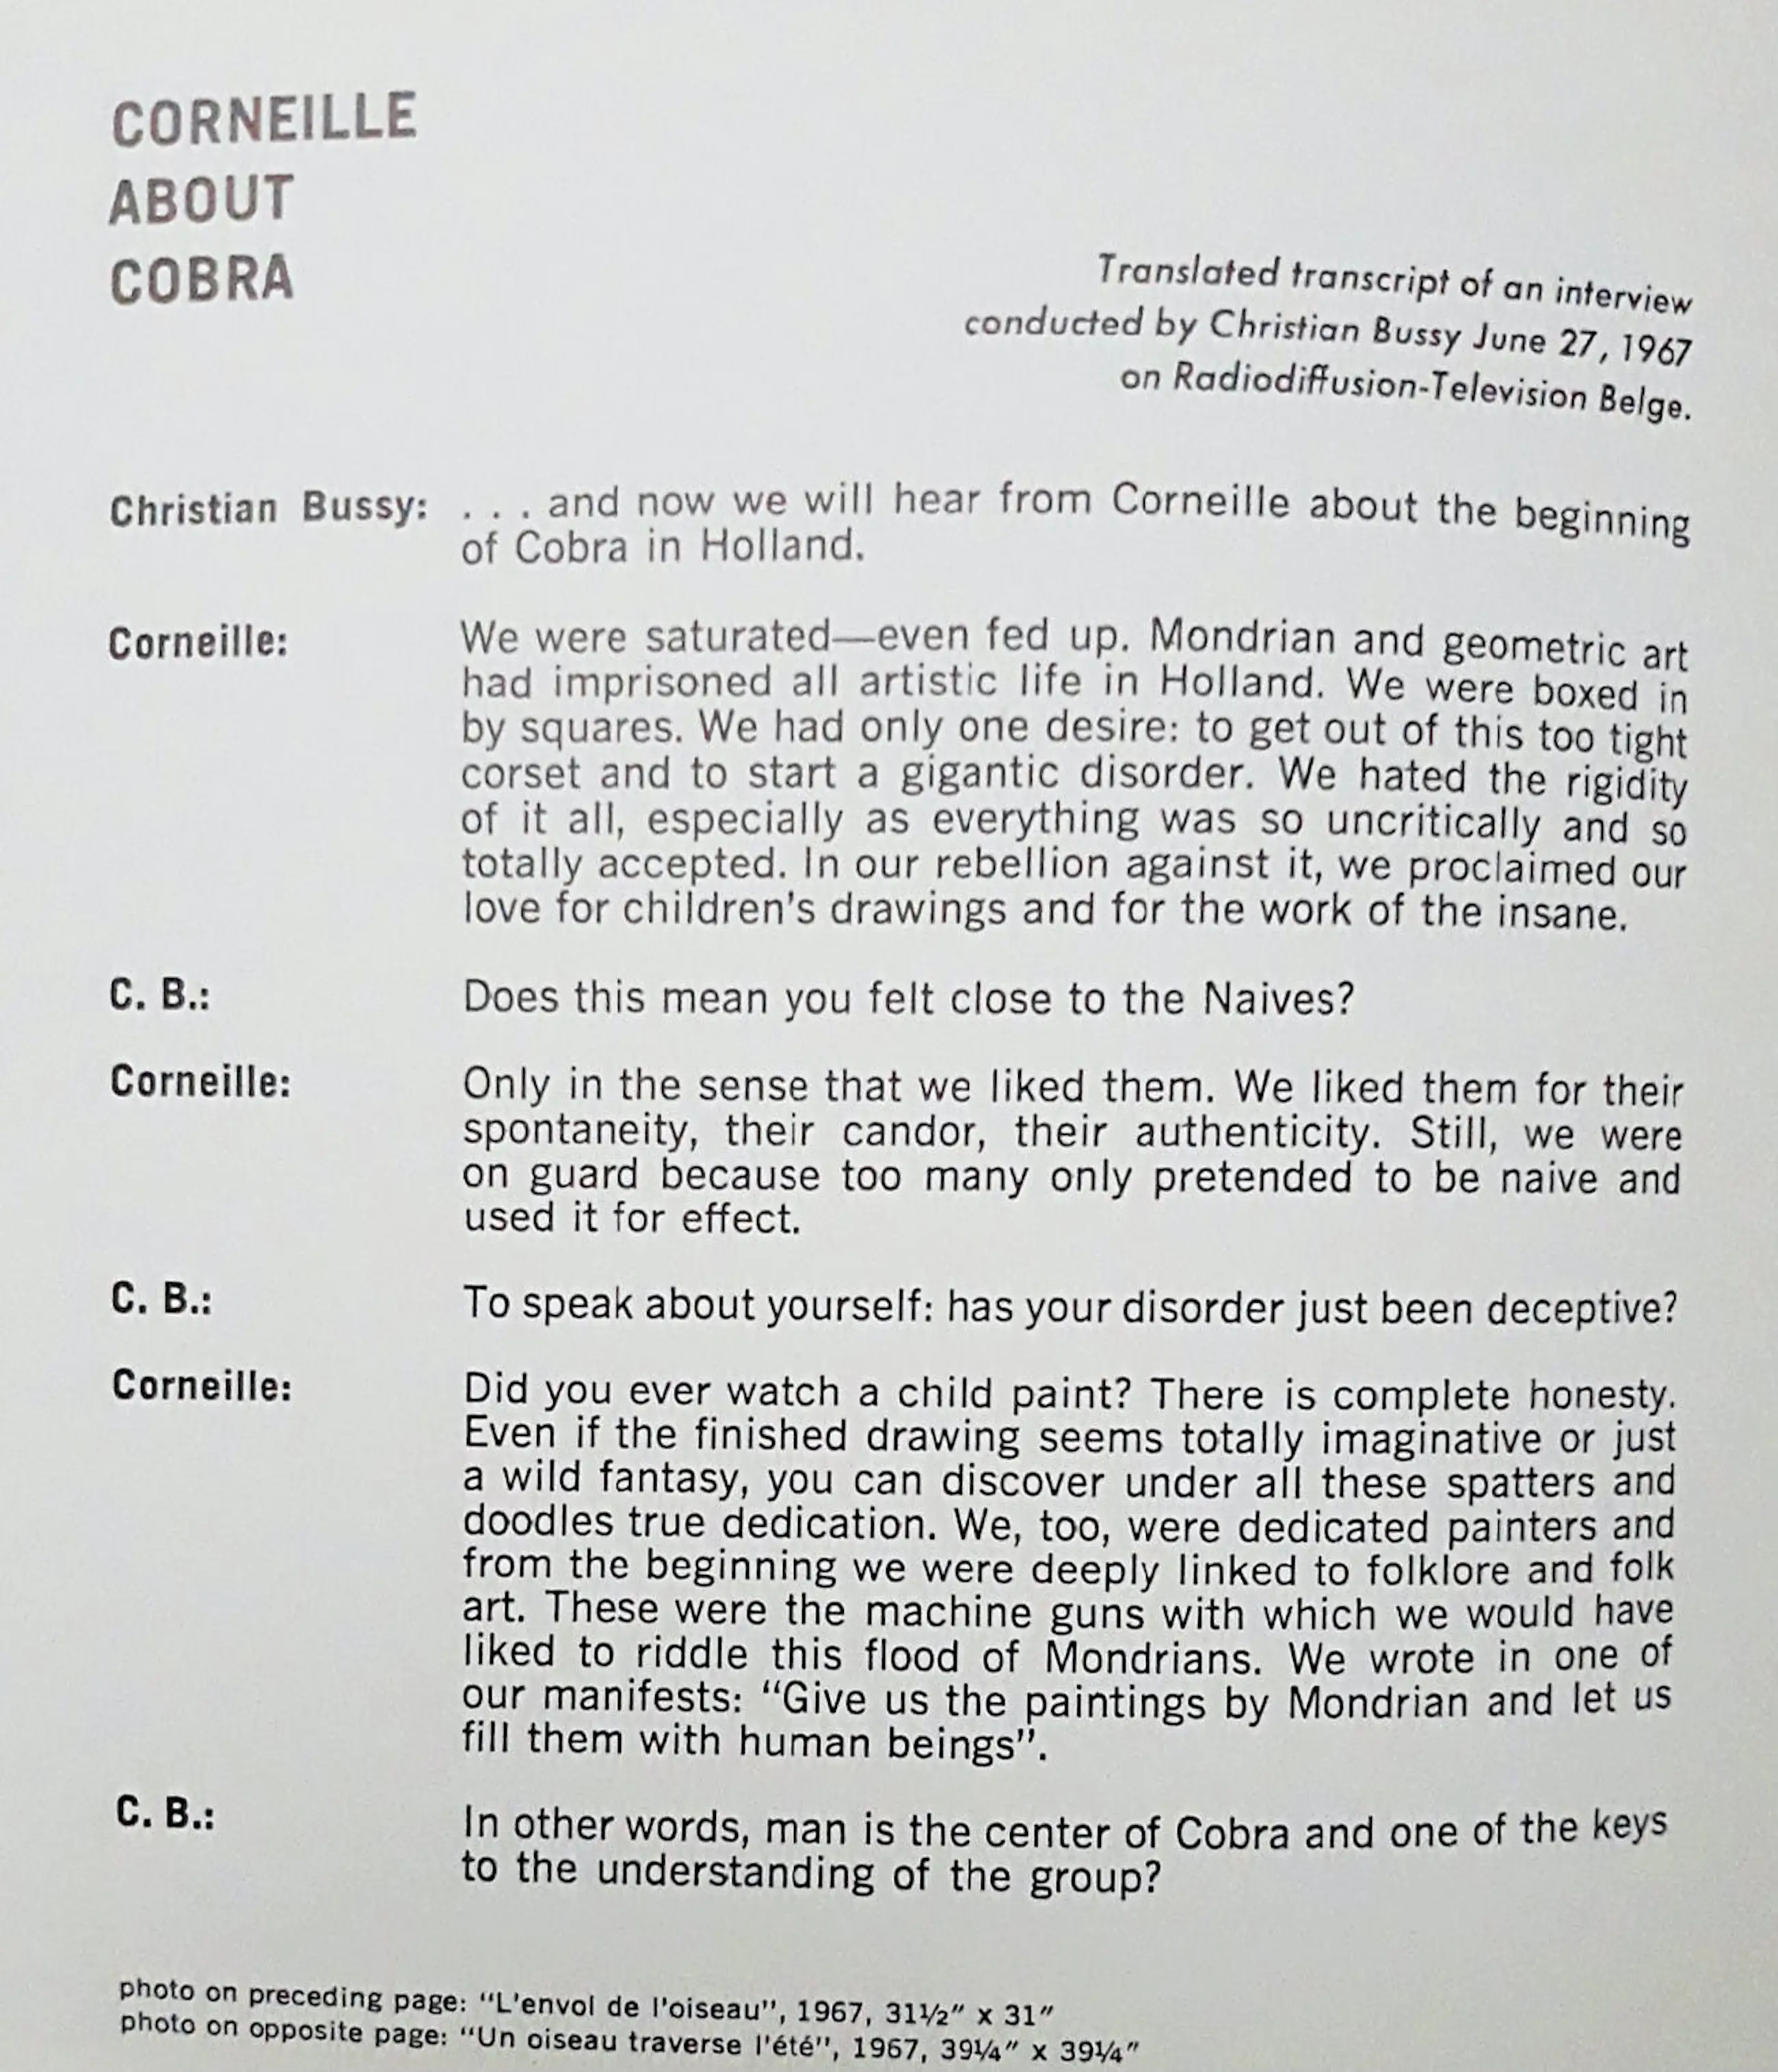 CORNEILLE
ABOUT
COBRA
Translated transcript of an interview
conducted by Christian Bussy June 27, 1967
on Radiodiffusion-Television Belge.
Christian Bussy: . . . and now we will hear from Corneille about the beginning
of Cobra in Holland.
Corneille: We were saturated—even fed up. Mondrian and geometric art
had imprisoned all artistic life in Holland. We were boxed in
by squares. We had only one desire: to get out of this too tight
corset and to start a gigantic disorder. We hated the rigidity
of it all, especially as everything was so uncritically and so
totally accepted. In our rebellion against it, we proclaimed our
love for children's drawings and for the work of the insane.
C. B.: Does this mean you felt close to the Naives?
Corneille: Only in the sense that we liked them. We liked them for their
spontaneity, their candor, their authenticity. Still, we were
on guard because too many only pretended to be naive and
used it for effect.
C. B.: To speak about yourself: has your disorder just been deceptive?
Corneille: Did you ever watch a child paint? There is complete honesty.
Even if the finished drawing seems totally imaginative or just
a wild fantasy, you can discover under all these spatters and
doodles true dedication. We, too, were dedicated painters and
from the beginning we were deeply linked to folklore and folk
art. These were the machine guns with which we would have
liked to riddle this flood of Mondrians. We wrote in one of
our manifests: “Give us the paintings by Mondrian and let us
fill them with human beings”.
C. B.: In other words, man is the center of Cobra and one of the keys
to the understanding of the group?
photo on preceding page: “L'envol de l'oiseau”, 1967, 31½″ x 31″
photo on opposite page: “Un oiseau traverse l'été”, 1967, 39¼″ x 39¼″